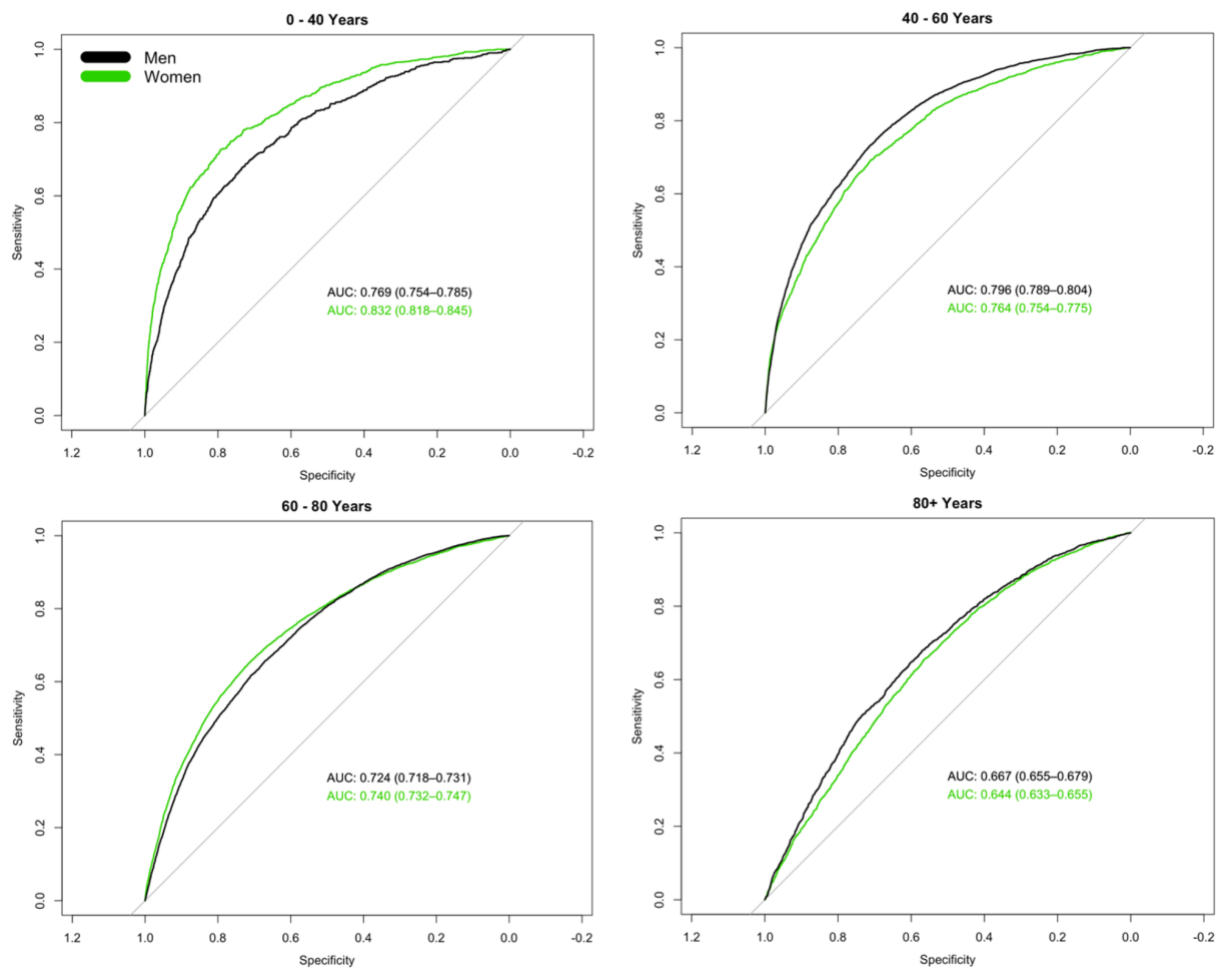 0 - 40 Years
Men
Women
AUC: 0.769 (0.754–0.785)
AUC: 0.832 (0.818–0.845)
Sensitivity
0.0 0.2 0.4 0.6 0.8 1.0
1.2 1.0 0.8 0.6 0.4 0.2 0.0 -0.2
Specificity
40 - 60 Years
AUC: 0.796 (0.789–0.804)
AUC: 0.764 (0.754–0.775)
Sensitivity
0.0 0.2 0.4 0.6 0.8 1.0
1.2 1.0 0.8 0.6 0.4 0.2 0.0 -0.2
Specificity
60 - 80 Years
AUC: 0.724 (0.718–0.731)
AUC: 0.740 (0.732–0.747)
Sensitivity
0.0 0.2 0.4 0.6 0.8 1.0
1.2 1.0 0.8 0.6 0.4 0.2 0.0 -0.2
Specificity
80+ Years
AUC: 0.667 (0.655–0.679)
AUC: 0.644 (0.633–0.655)
Sensitivity
0.0 0.2 0.4 0.6 0.8 1.0
1.2 1.0 0.8 0.6 0.4 0.2 0.0 -0.2
Specificity